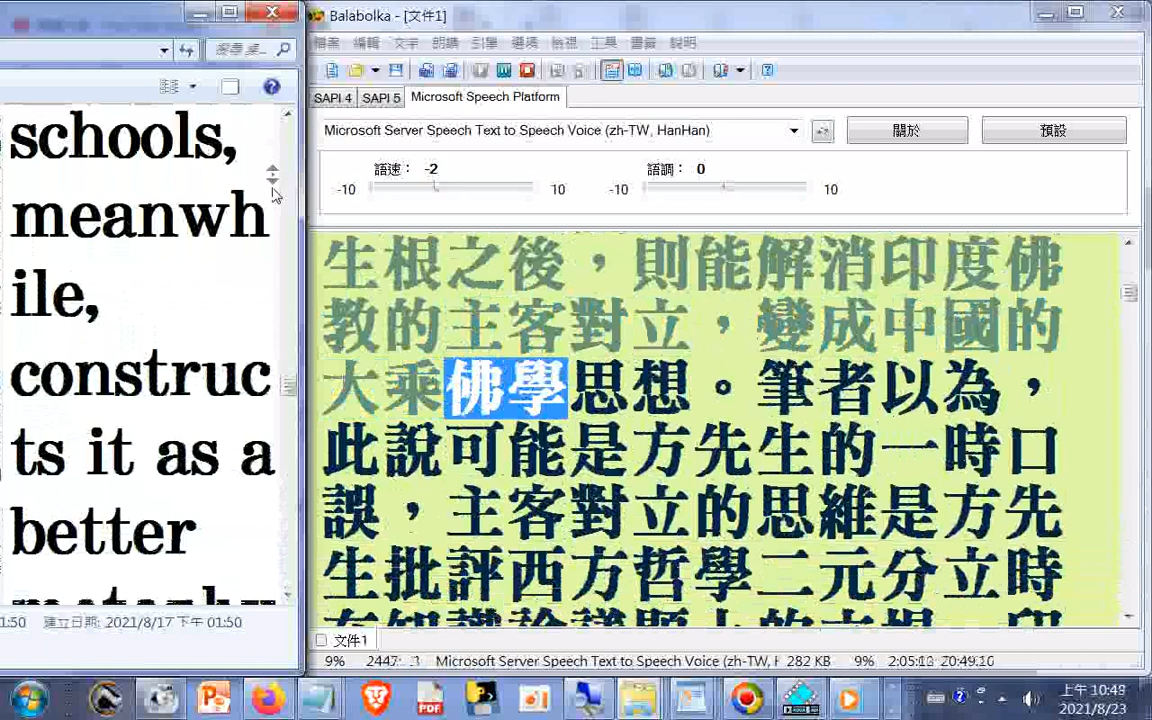 schools,
meanwh
ile,
construc
ts it as a
better
1:50 建立日期: 2021/8/17 下午 01:50
Balabolka - [文件1]
檔案 編輯 文字 朗讀 引擎 選項 檢視 工具 書籤 說明
SAPI 4 SAPI 5 Microsoft Speech Platform
Microsoft Server Speech Text to Speech Voice (zh-TW, HanHan) 關於 預設
語速： -2 語調： 0
-10 10 -10 10
生根之後，則能解消印度佛
教的主客對立，變成中國的
大乘佛學思想。筆者以為，
此說可能是方先生的一時口
誤，主客對立的思維是方先
生批評西方哲學二元分立時
文件1
9% Microsoft Server Speech Text to Speech Voice (zh-TW, H 282 KB 9%
上午 10:49
2021/8/23